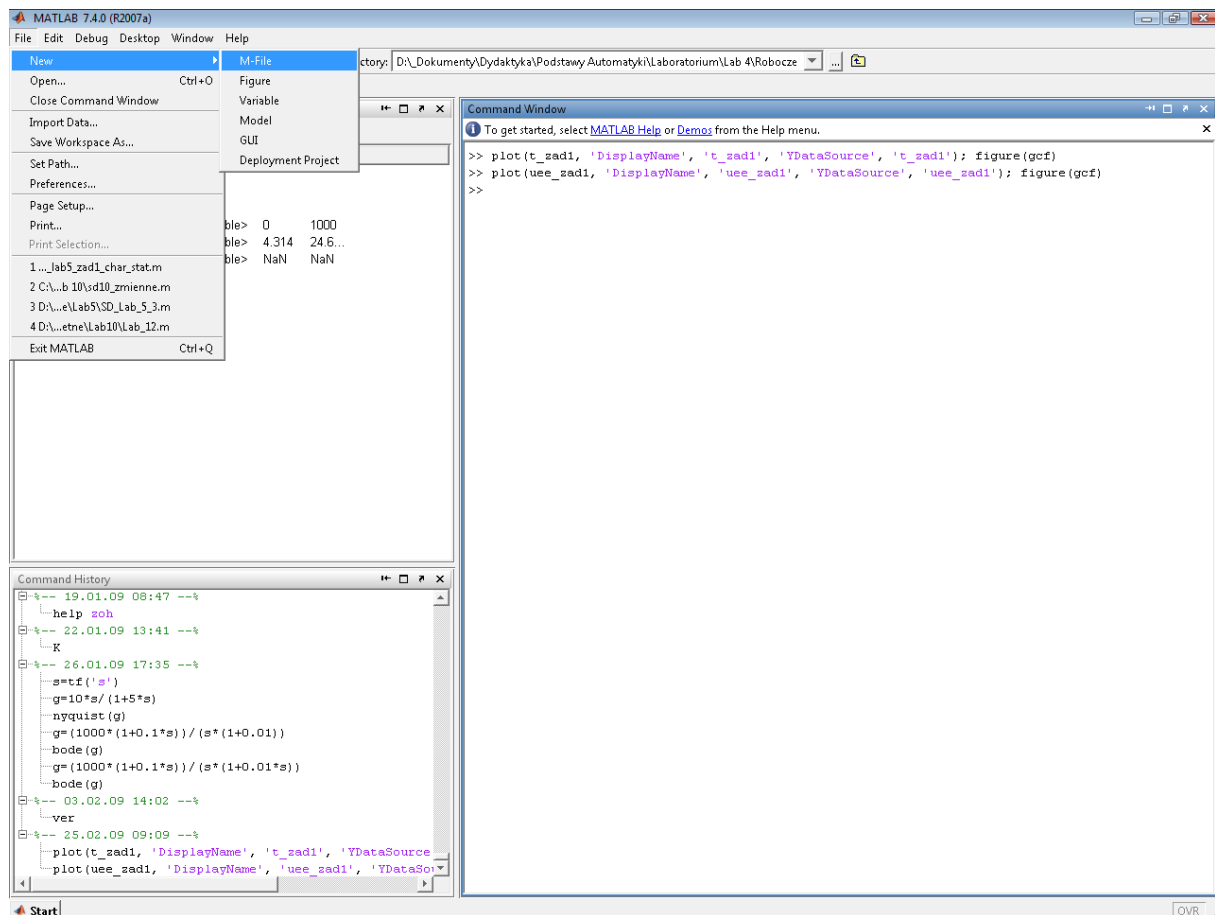 MATLAB 7.4.0 (R2007a)
File Edit Debug Desktop Window Help
ctory: D:\_Dokumenty\Dydaktyka\Podstawy Automatyki\Laboratorium\Lab 4\Robocze ...
New
Open... Ctrl+O
Close Command Window
Import Data...
Save Workspace As...
Set Path...
Preferences...
Page Setup...
Print...
Print Selection...
1 ..._lab5_zad1_char_stat.m
2 C:\...b 10\sd10_zmienne.m
3 D:\...e\Lab5\SD_Lab_5_3.m
4 D:\...etne\Lab10\Lab_12.m
Exit MATLAB Ctrl+Q
M-File
Figure
Variable
Model
GUI
Deployment Project
ble> 0 1000
ble> 4.314 24.6...
ble> NaN NaN
Command History
%-- 19.01.09 08:47 --%
help zoh
%-- 22.01.09 13:41 --%
K
%-- 26.01.09 17:35 --%
s=tf('s')
g=10*s/(1+5*s)
nyquist(g)
g=(1000*(1+0.1*s))/(s*(1+0.01))
bode(g)
g=(1000*(1+0.1*s))/(s*(1+0.01*s))
bode(g)
%-- 03.02.09 14:02 --%
ver
%-- 25.02.09 09:09 --%
plot(t_zad1, 'DisplayName', 't_zad1', 'YDataSource
plot(uee_zad1, 'DisplayName', 'uee_zad1', 'YDataSou
Command Window
To get started, select MATLAB Help or Demos from the Help menu.
>> plot(t_zad1, 'DisplayName', 't_zad1', 'YDataSource', 't_zad1'); figure(gcf)
>> plot(uee_zad1, 'DisplayName', 'uee_zad1', 'YDataSource', 'uee_zad1'); figure(gcf)
>>
Start
OVR